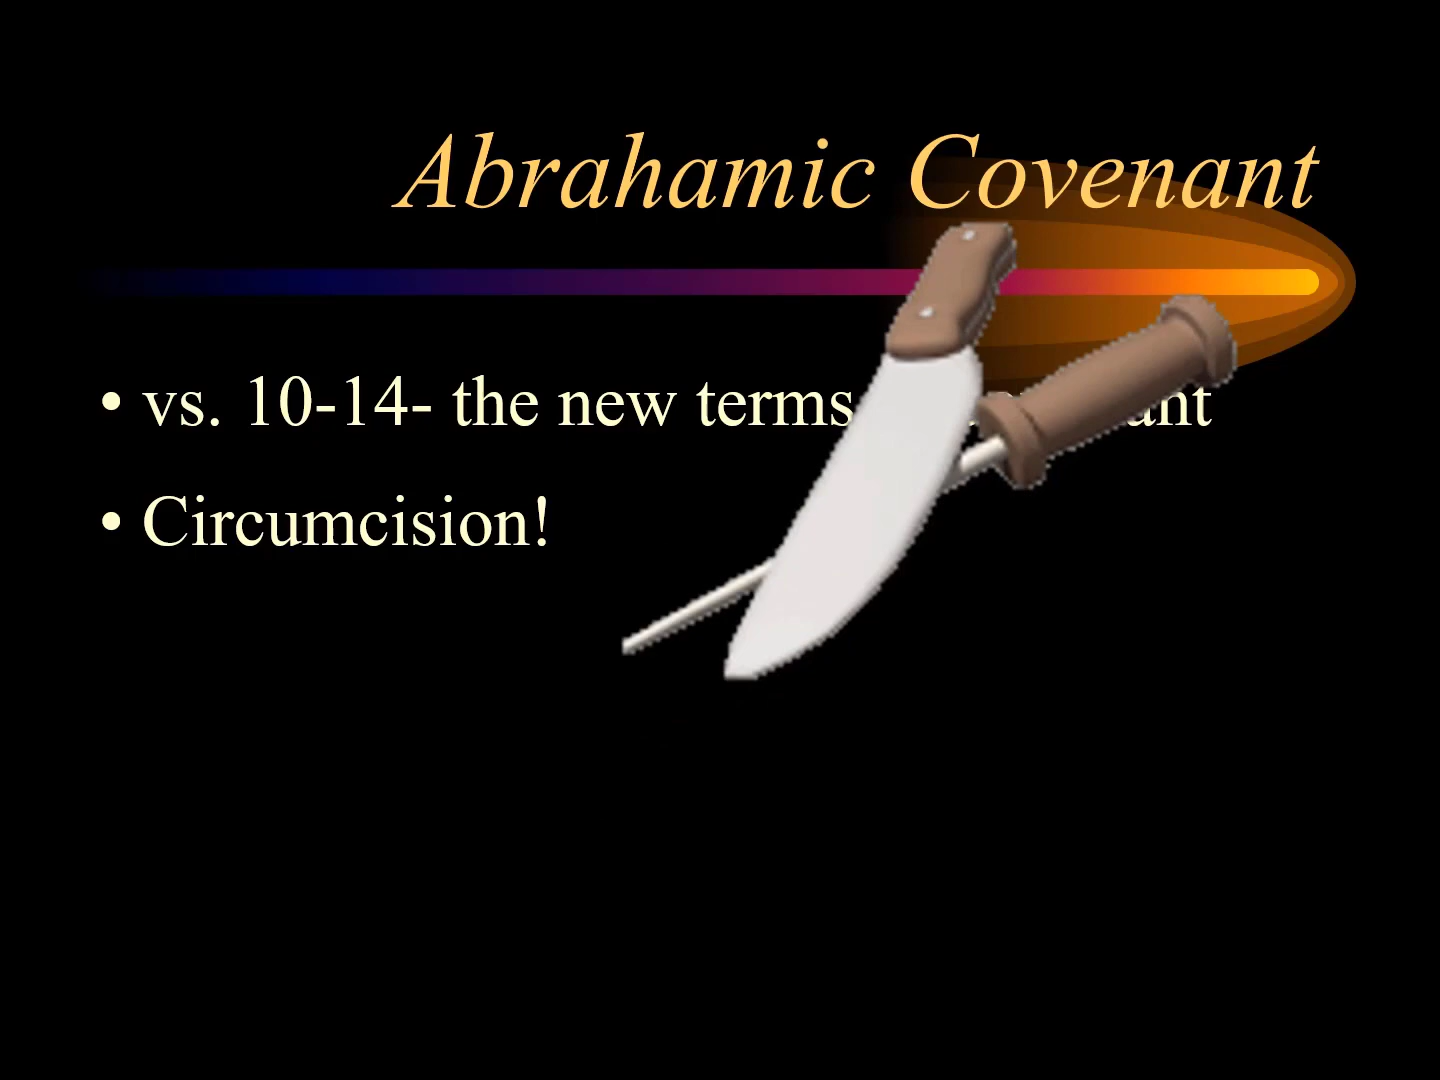 Abrahamic Covenant
• vs. 10-14- the new terms
• Circumcision!